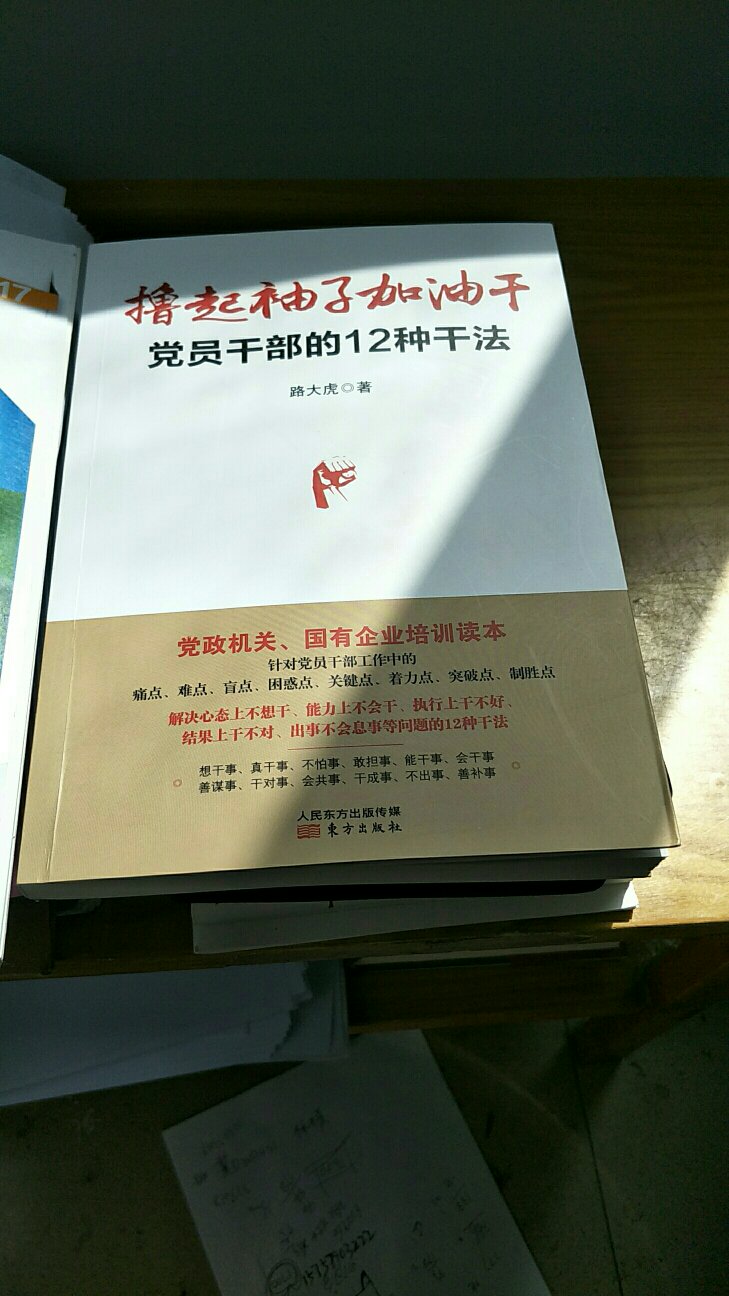 17
撸起袖子加油干
党员干部的12种干法
路大虎◎著
党政机关、国有企业培训读本
针对党员干部工作中的
痛点、难点、盲点、困惑点、关键点、着力点、突破点、制胜点
解决心态上不想干、能力上不会干、执行上干不好、
结果上干不对、出事不会息事等问题的12种干法
想干事、真干事、不怕事、敢担事、能干事、会干事
善谋事、干对事、会共事、干成事、不出事、善补事
人民东方出版传媒
東方出版社